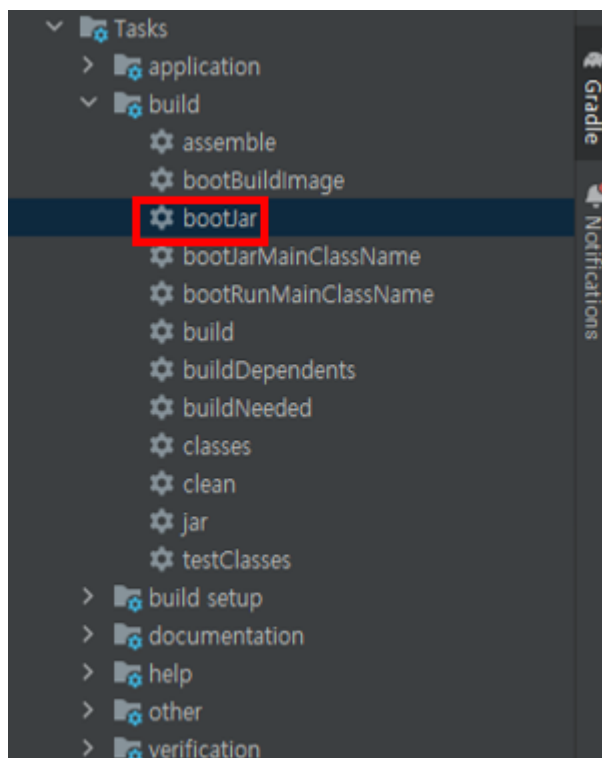 Tasks
application
build
assemble
bootBuildImage
bootJar
bootJarMainClassName
bootRunMainClassName
build
buildDependents
buildNeeded
classes
clean
jar
testClasses
build setup
documentation
help
other
verification
Gradle
Notifications